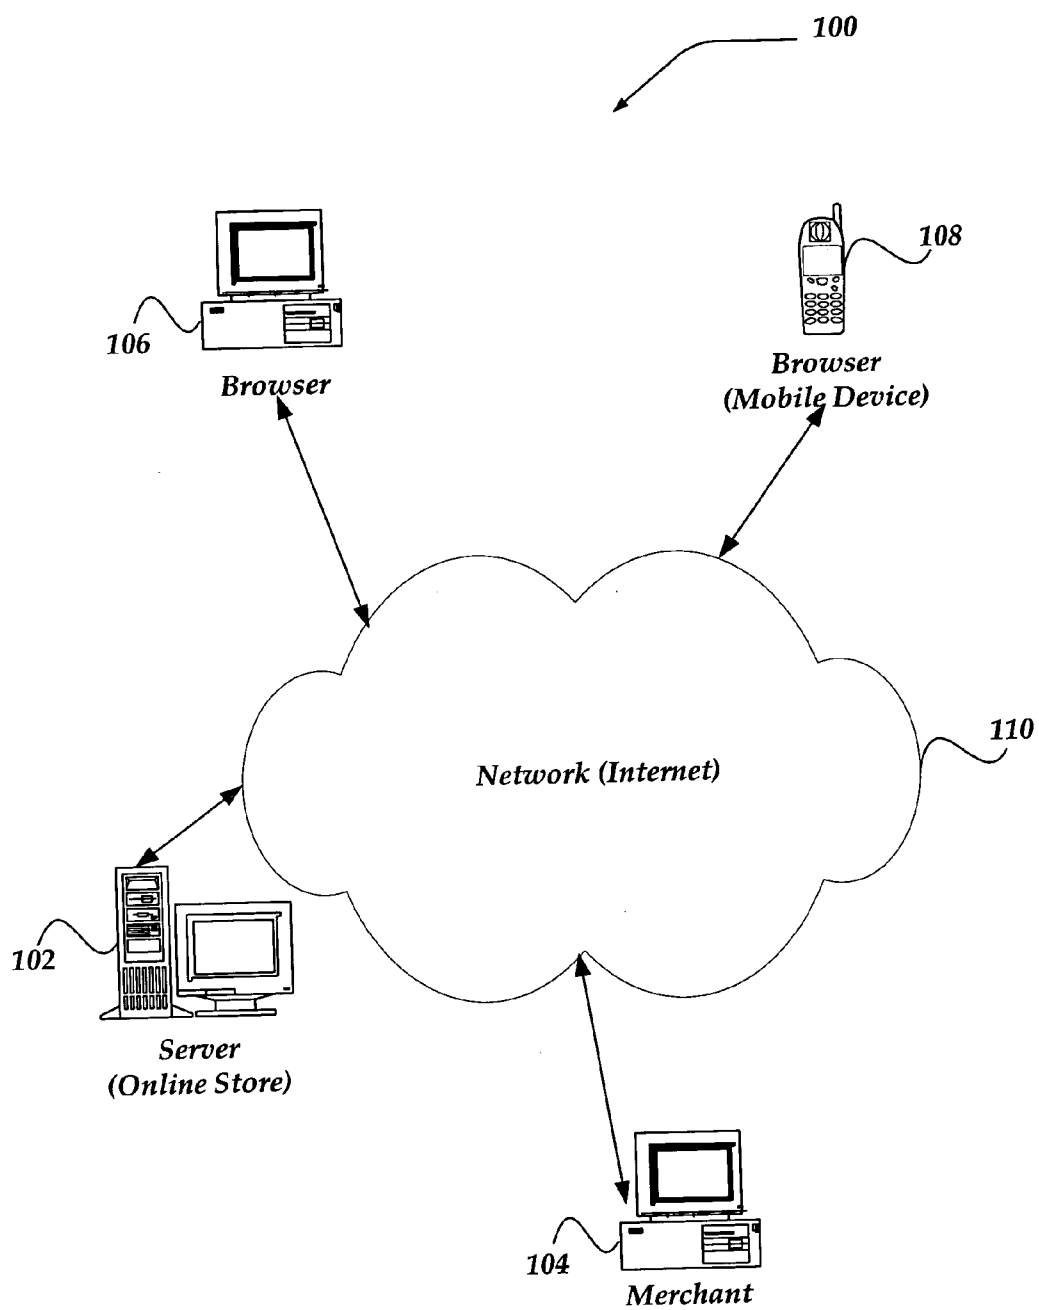 100
108
106
Browser
Browser
(Mobile Device)
110
Network (Internet)
102
Server
(Online Store)
104
Merchant